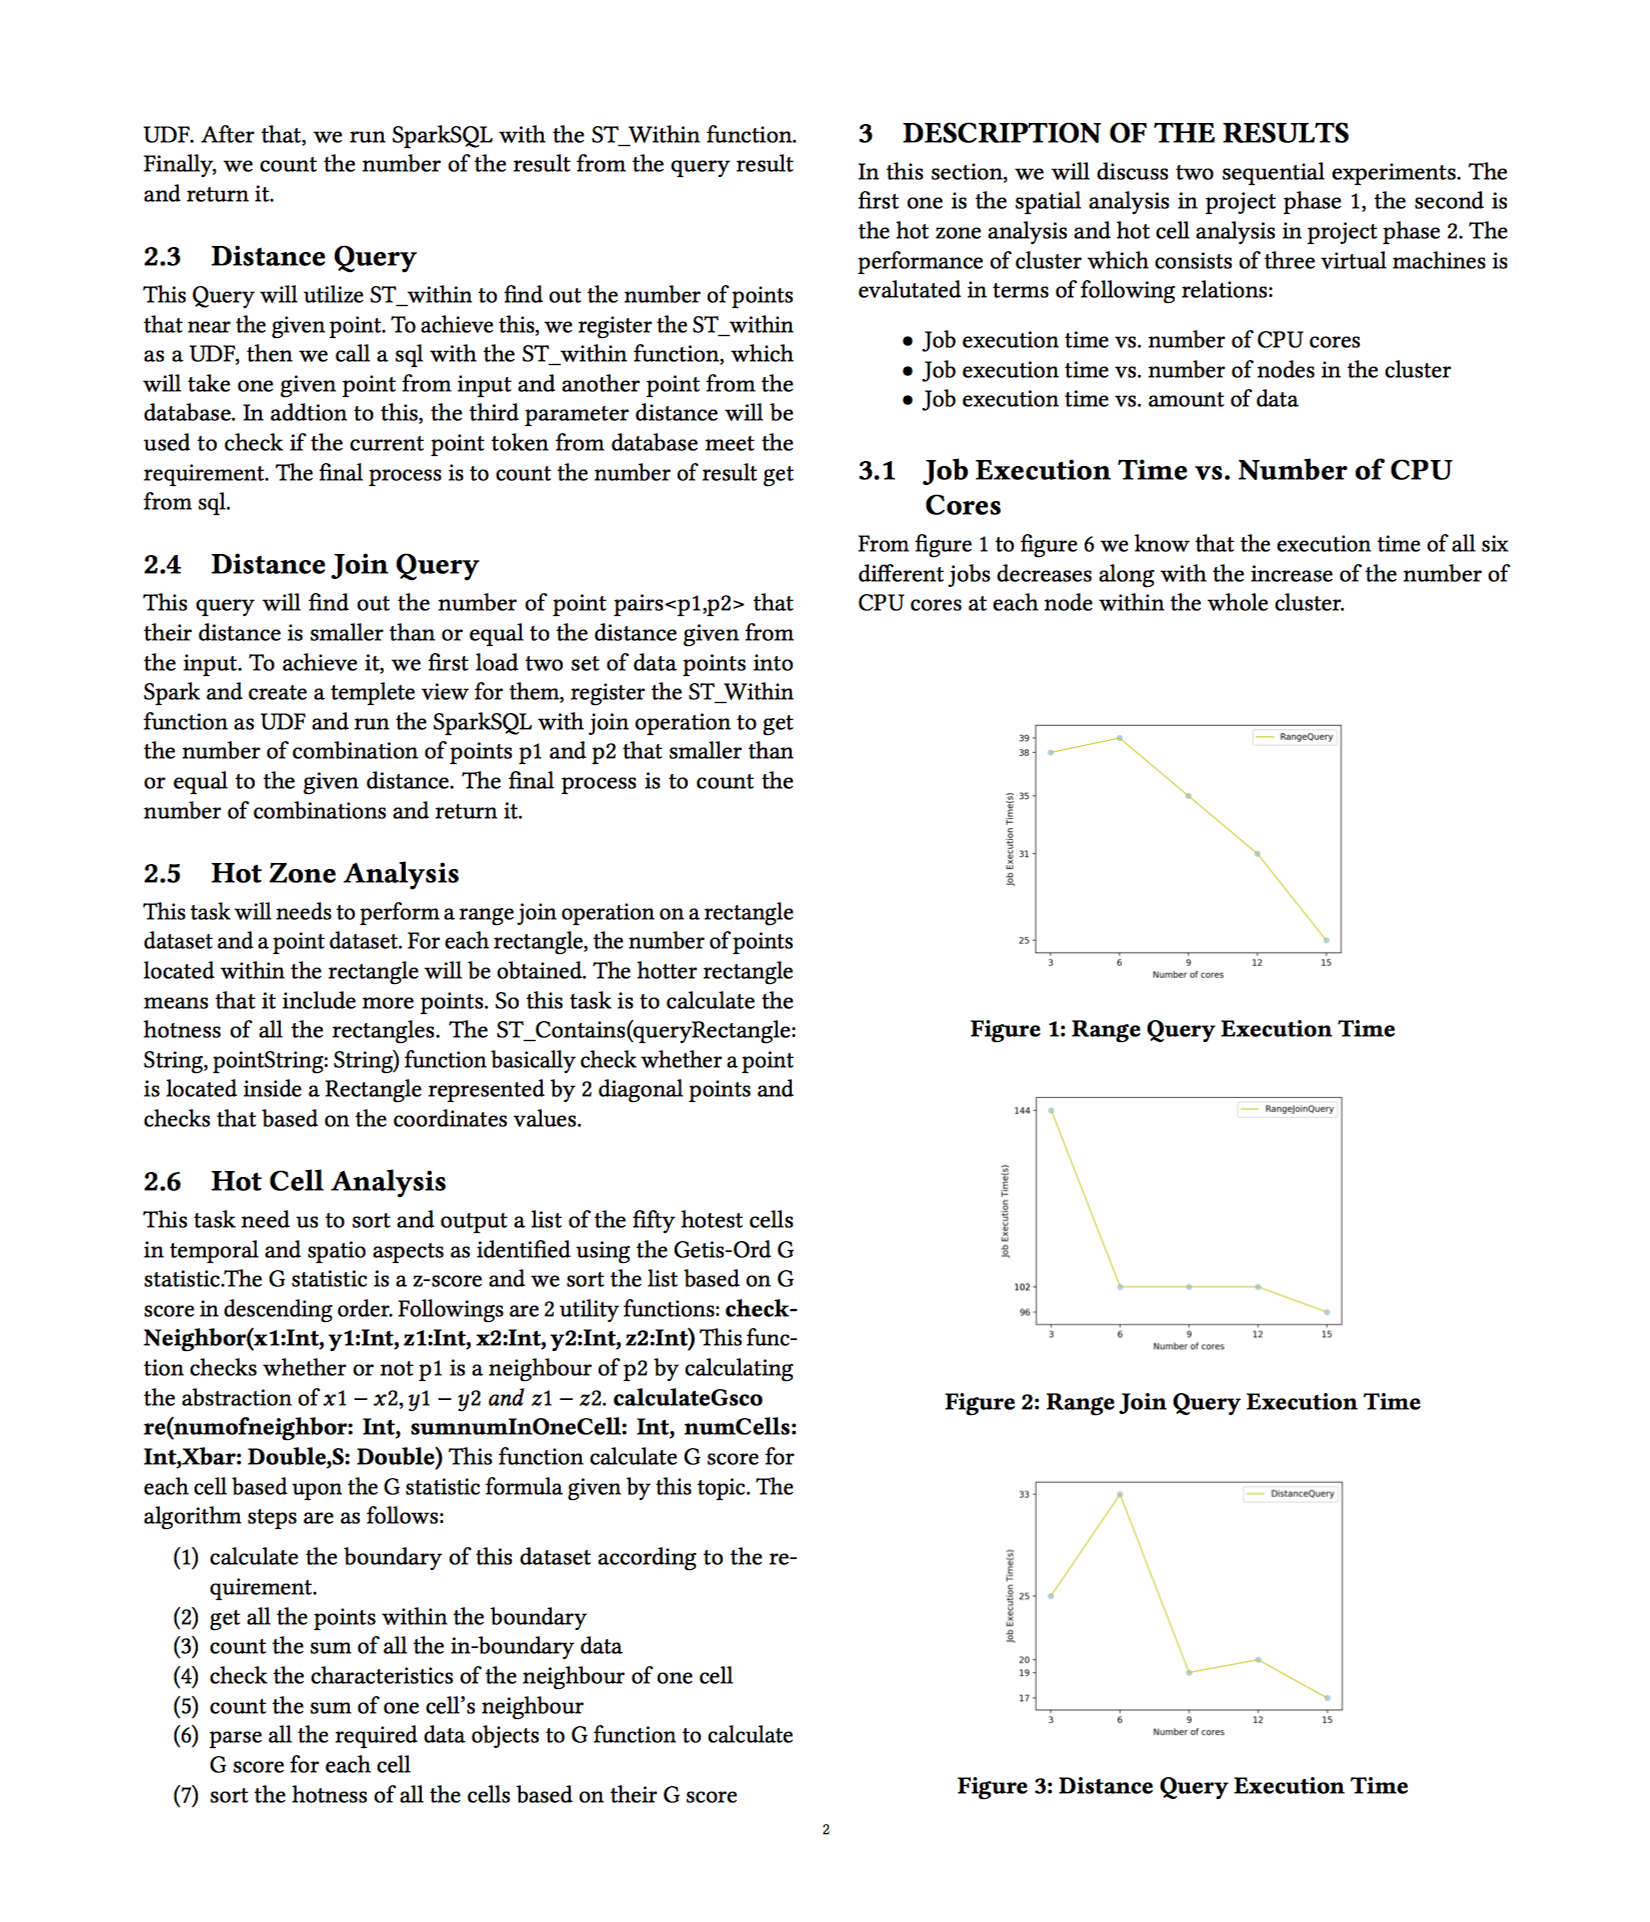 UDF. After that, we run SparkSQL with the ST_Within function.
Finally, we count the number of the result from the query result
and return it.
2.3 Distance Query
This Query will utilize ST_within to find out the number of points
that near the given point. To achieve this, we register the ST_within
as a UDF, then we call a sql with the ST_within function, which
will take one given point from input and another point from the
database. In addtion to this, the third parameter distance will be
used to check if the current point token from database meet the
requirement. The final process is to count the number of result get
from sql.
2.4 Distance Join Query
This query will find out the number of point pairs<p1,p2> that
their distance is smaller than or equal to the distance given from
the input. To achieve it, we first load two set of data points into
Spark and create a templete view for them, register the ST_Within
function as UDF and run the SparkSQL with join operation to get
the number of combination of points p1 and p2 that smaller than
or equal to the given distance. The final process is to count the
number of combinations and return it.
2.5 Hot Zone Analysis
This task will needs to perform a range join operation on a rectangle
dataset and a point dataset. For each rectangle, the number of points
located within the rectangle will be obtained. The hotter rectangle
means that it include more points. So this task is to calculate the
hotness of all the rectangles. The ST_Contains(queryRectangle:
String, pointString: String) function basically check whether a point
is located inside a Rectangle represented by 2 diagonal points and
checks that based on the coordinates values.
2.6 Hot Cell Analysis
This task need us to sort and output a list of the fifty hotest cells
in temporal and spatio aspects as identified using the Getis-Ord G
statistic.The G statistic is a z-score and we sort the list based on G
score in descending order. Followings are 2 utility functions: check-
Neighbor(x1:Int, y1:Int, z1:Int, x2:Int, y2:Int, z2:Int) This func-
tion checks whether or not p1 is a neighbour of p2 by calculating
the abstraction of x1 − x2, y1 − y2 and z1 − z2. calculateGsco
re(numofneighbor: Int, sumnumInOneCell: Int, numCells:
Int,Xbar: Double,S: Double) This function calculate G score for
each cell based upon the G statistic formula given by this topic. The
algorithm steps are as follows:
(1) calculate the boundary of this dataset according to the re-
quirement.
(2) get all the points within the boundary
(3) count the sum of all the in-boundary data
(4) check the characteristics of the neighbour of one cell
(5) count the sum of one cell's neighbour
(6) parse all the required data objects to G function to calculate
G score for each cell
(7) sort the hotness of all the cells based on their G score
3 DESCRIPTION OF THE RESULTS
In this section, we will discuss two sequential experiments. The
first one is the spatial analysis in project phase 1, the second is
the hot zone analysis and hot cell analysis in project phase 2. The
performance of cluster which consists of three virtual machines is
evalutated in terms of following relations:
• Job execution time vs. number of CPU cores
• Job execution time vs. number of nodes in the cluster
• Job execution time vs. amount of data
3.1 Job Execution Time vs. Number of CPU
Cores
From figure 1 to figure 6 we know that the execution time of all six
different jobs decreases along with the increase of the number of
CPU cores at each node within the whole cluster.
RangeQuery
Job Execution Time(s)
39
38
35
31
25
3 6 9 12 15
Number of cores
Figure 1: Range Query Execution Time
RangeJoinQuery
Job Execution Time(s)
144
102
96
3 6 9 12 15
Number of cores
Figure 2: Range Join Query Execution Time
DistanceQuery
Job Execution Time(s)
33
25
20
19
17
3 6 9 12 15
Number of cores
Figure 3: Distance Query Execution Time
2